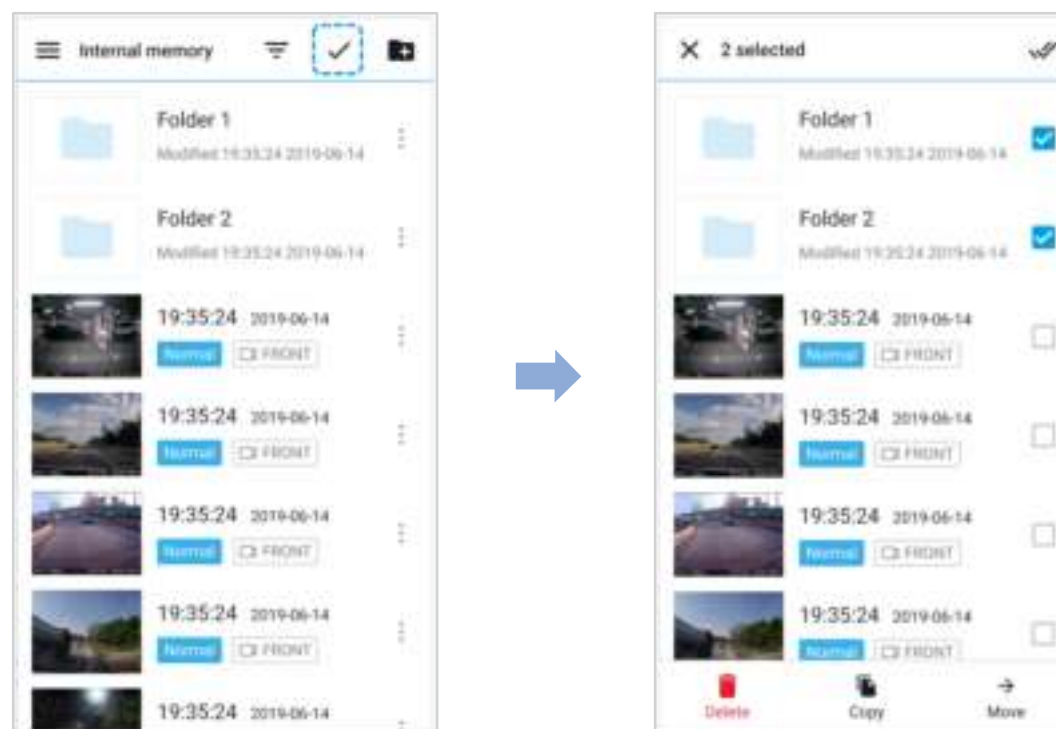 Internal memory
Folder 1
Modified 19:35:24 2019-06-14
Folder 2
Modified 19:35:24 2019-06-14
19:35:24 2019-06-14
Normal FRONT
19:35:24 2019-06-14
Normal FRONT
19:35:24 2019-06-14
Normal FRONT
19:35:24 2019-06-14
Normal FRONT
19:35:24 2019-06-14
2 selected
Folder 1
Modified 19:35:24 2019-06-14
Folder 2
Modified 19:35:24 2019-06-14
19:35:24 2019-06-14
Normal FRONT
19:35:24 2019-06-14
Normal FRONT
19:35:24 2019-06-14
Normal FRONT
19:35:24 2019-06-14
Normal FRONT
Delete Copy Move